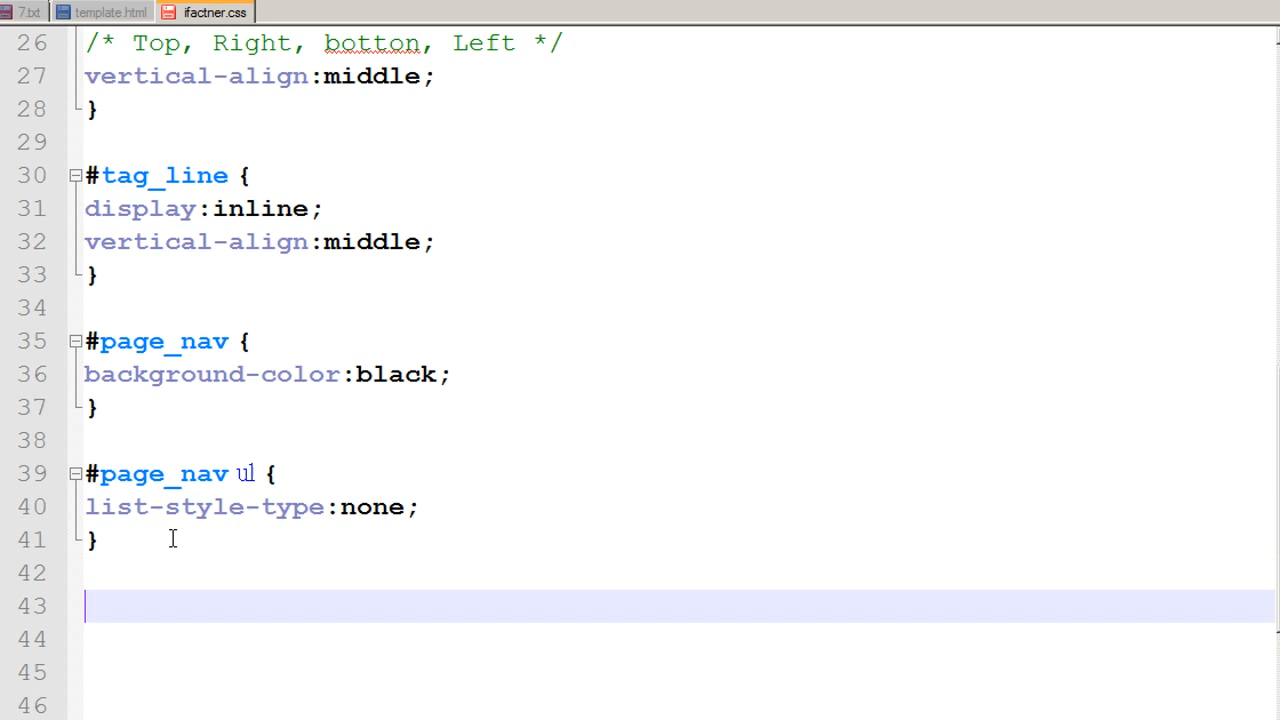 7.txt template.html ifactner.css
26 /* Top, Right, botton, Left */
27 vertical-align:middle;
28 }
29
30 #tag_line {
31 display:inline;
32 vertical-align:middle;
33 }
34
35 #page_nav {
36 background-color:black;
37 }
38
39 #page_nav ul {
40 list-style-type:none;
41 }
42
43
44
45
46